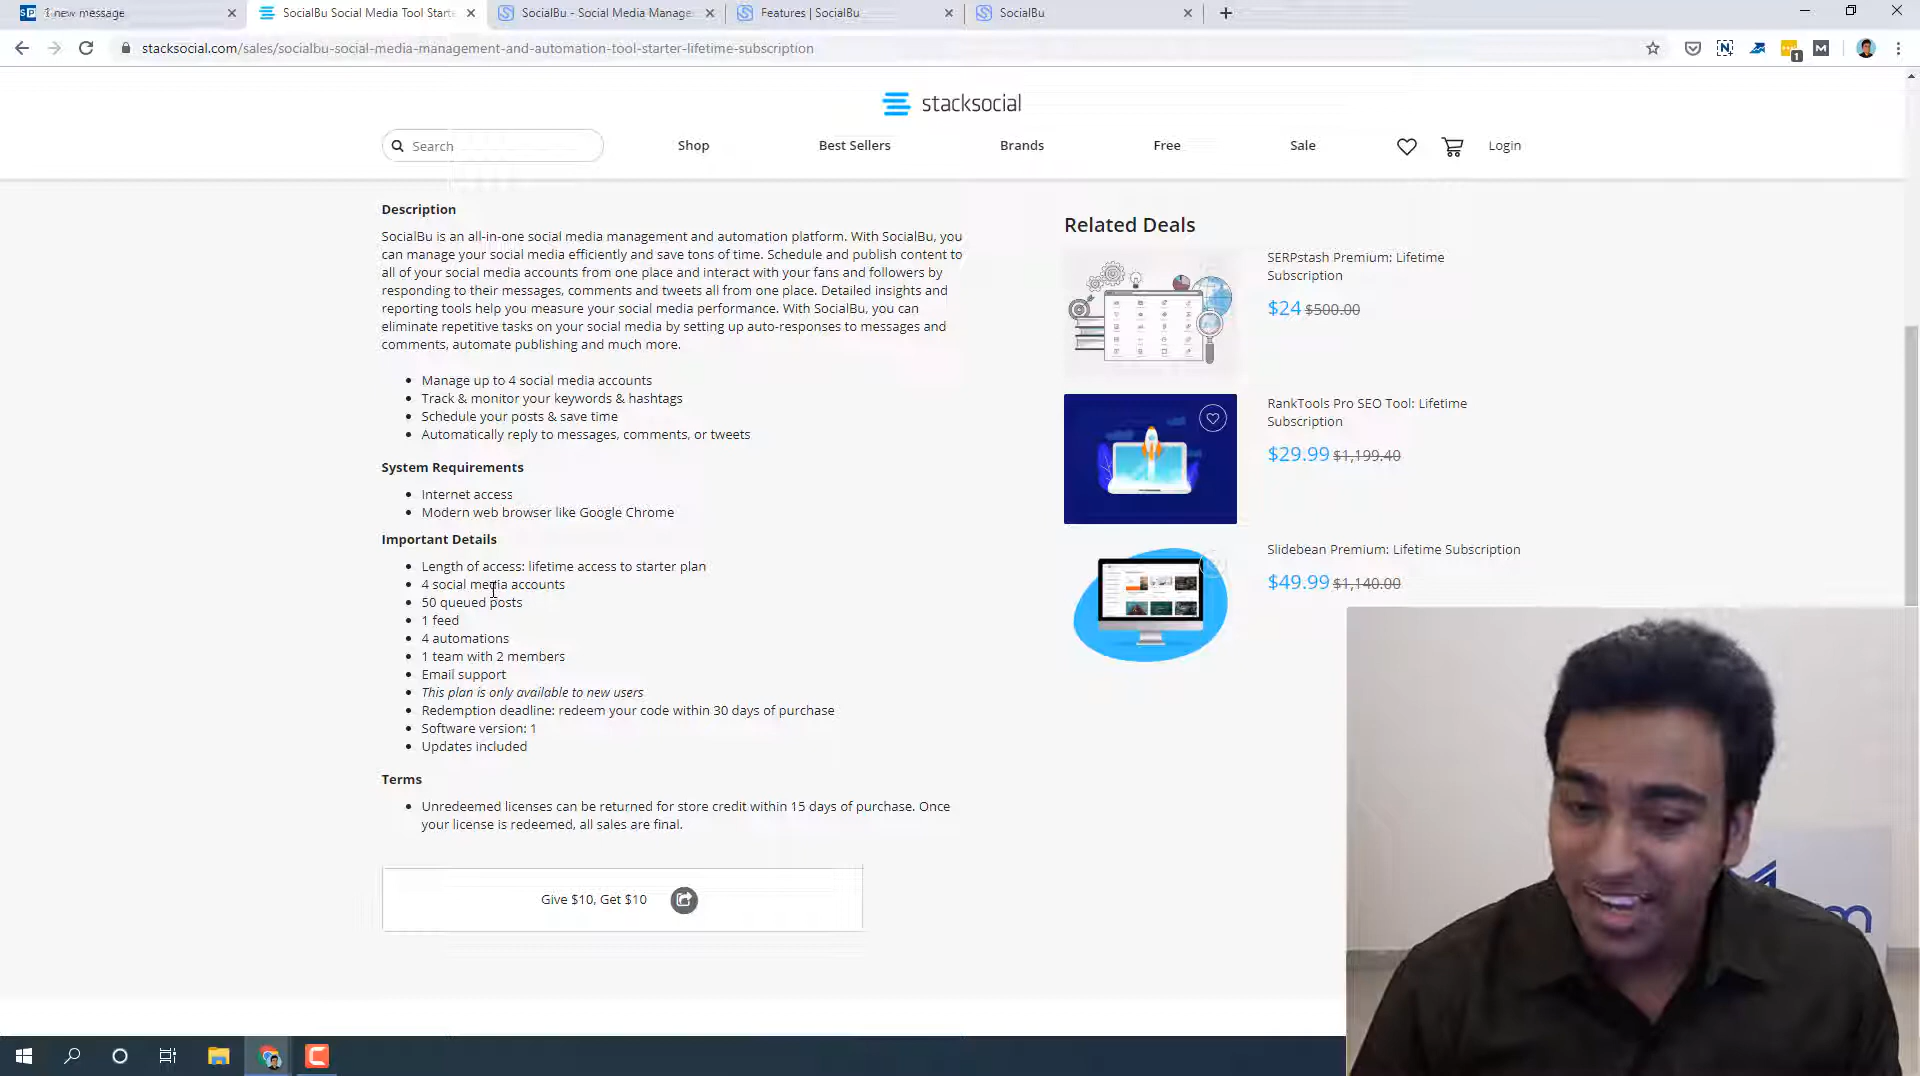 1 new message
SocialBu Social Media Tool Starte
SocialBu - Social Media Manage
Features | SocialBu
SocialBu
stacksocial.com/sales/socialbu-social-media-management-and-automation-tool-starter-lifetime-subscription
1
stacksocial
Search
Shop
Best Sellers
Brands
Free
Sale
Login
Description
SocialBu is an all-in-one social media management and automation platform. With SocialBu, you
can manage your social media efficiently and save tons of time. Schedule and publish content to
all of your social media accounts from one place and interact with your fans and followers by
responding to their messages, comments and tweets all from one place. Detailed insights and
reporting tools help you measure your social media performance. With SocialBu, you can
eliminate repetitive tasks on your social media by setting up auto-responses to messages and
comments, automate publishing and much more.
Manage up to 4 social media accounts
Track & monitor your keywords & hashtags
Schedule your posts & save time
Automatically reply to messages, comments, or tweets
System Requirements
Internet access
Modern web browser like Google Chrome
Important Details
Length of access: lifetime access to starter plan
4 social media accounts
50 queued posts
1 feed
4 automations
1 team with 2 members
Email support
This plan is only available to new users
Redemption deadline: redeem your code within 30 days of purchase
Software version: 1
Updates included
Terms
Unredeemed licenses can be returned for store credit within 15 days of purchase. Once
your license is redeemed, all sales are final.
Give $10, Get $10
Related Deals
SERPstash Premium: Lifetime
Subscription
$24 $500.00
RankTools Pro SEO Tool: Lifetime
Subscription
$29.99 $1,199.40
Slidebean Premium: Lifetime Subscription
$49.99 $1,140.00